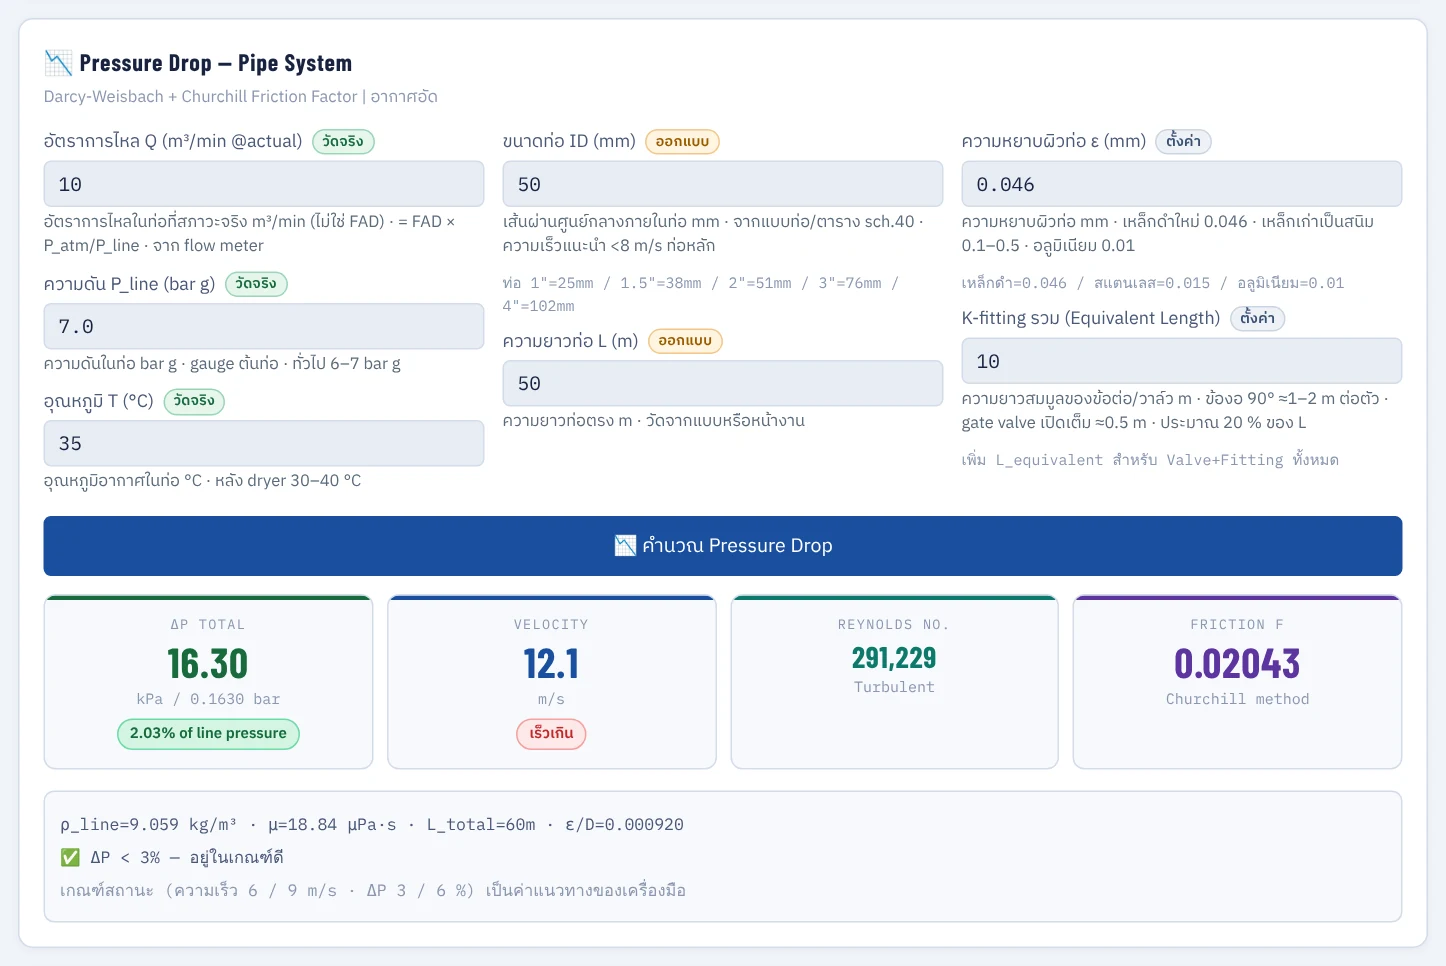 Pressure Drop — Pipe System
Darcy-Weisbach + Churchill Friction Factor | อากาศอัด
อัตราการไหล Q (m³/min @actual) วัดจริง
10
อัตราการไหลในท่อที่สภาวะจริง m³/min (ไม่ใช่ FAD) · = FAD ×
P_atm/P_line · จาก flow meter
ความดัน P_line (bar g) วัดจริง
7.0
ความดันในท่อ bar g · gauge ต้นท่อ · ทั่วไป 6–7 bar g
อุณหภูมิ T (°C) วัดจริง
35
อุณหภูมิอากาศในท่อ °C · หลัง dryer 30–40 °C
ขนาดท่อ ID (mm) ออกแบบ
50
เส้นผ่านศูนย์กลางภายในท่อ mm · จากแบบท่อ/ตาราง sch.40 ·
ความเร็วแนะนำ <8 m/s ท่อหลัก
ท่อ 1"=25mm / 1.5"=38mm / 2"=51mm / 3"=76mm /
4"=102mm
ความยาวท่อ L (m) ออกแบบ
50
ความยาวท่อตรง m · วัดจากแบบหรือหน้างาน
ความหยาบผิวท่อ ε (mm) ตั้งค่า
0.046
ความหยาบผิวท่อ mm · เหล็กดำใหม่ 0.046 · เหล็กเก่าเป็นสนิม
0.1–0.5 · อลูมิเนียม 0.01
เหล็กดำ=0.046 / สแตนเลส=0.015 / อลูมิเนียม=0.01
K-fitting รวม (Equivalent Length) ตั้งค่า
10
ความยาวสมมูลของข้อต่อ/วาล์ว m · ข้องอ 90° ≈1–2 m ต่อตัว ·
gate valve เปิดเต็ม ≈0.5 m · ประมาณ 20 % ของ L
เพิ่ม L_equivalent สำหรับ Valve+Fitting ทั้งหมด
คำนวณ Pressure Drop
ΔP TOTAL
16.30
kPa / 0.1630 bar
2.03% of line pressure
VELOCITY
12.1
m/s
เร็วเกิน
REYNOLDS NO.
291,229
Turbulent
FRICTION F
0.02043
Churchill method
ρ_line=9.059 kg/m³ · μ=18.84 μPa·s · L_total=60m · ε/D=0.000920
✅ ΔP < 3% — อยู่ในเกณฑ์ดี
เกณฑ์สถานะ (ความเร็ว 6 / 9 m/s · ΔP 3 / 6 %) เป็นค่าแนวทางของเครื่องมือ